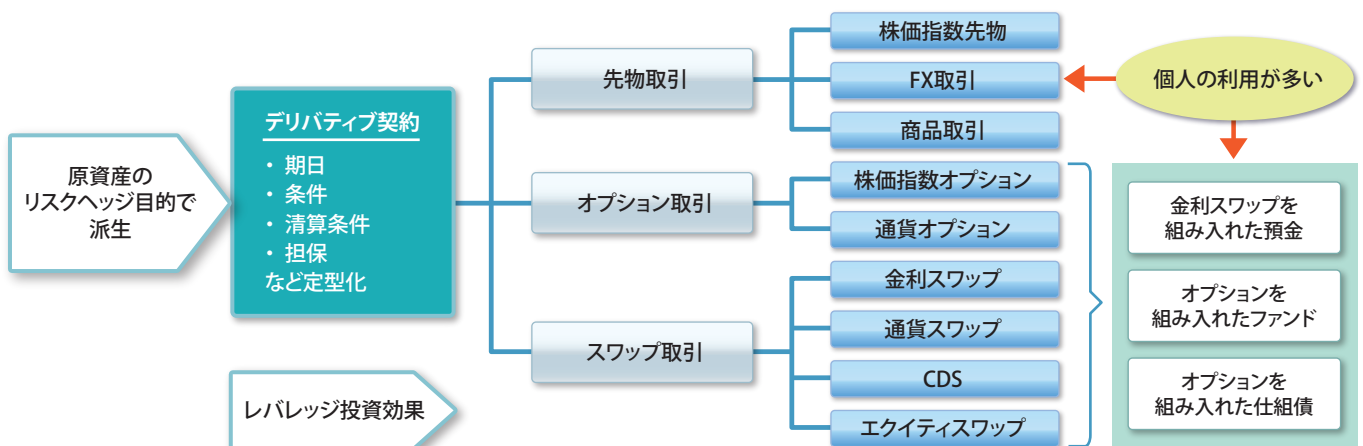 原資産の
リスクヘッジ目的で
派生
デリバティブ契約
・ 期日
・ 条件
・ 清算条件
・ 担保
など定型化
レバレッジ投資効果
先物取引
オプション取引
スワップ取引
株価指数先物
FX取引
商品取引
株価指数オプション
通貨オプション
金利スワップ
通貨スワップ
CDS
エクイティスワップ
個人の利用が多い
金利スワップを
組み入れた預金
オプションを
組み入れたファンド
オプションを
組み入れた仕組債